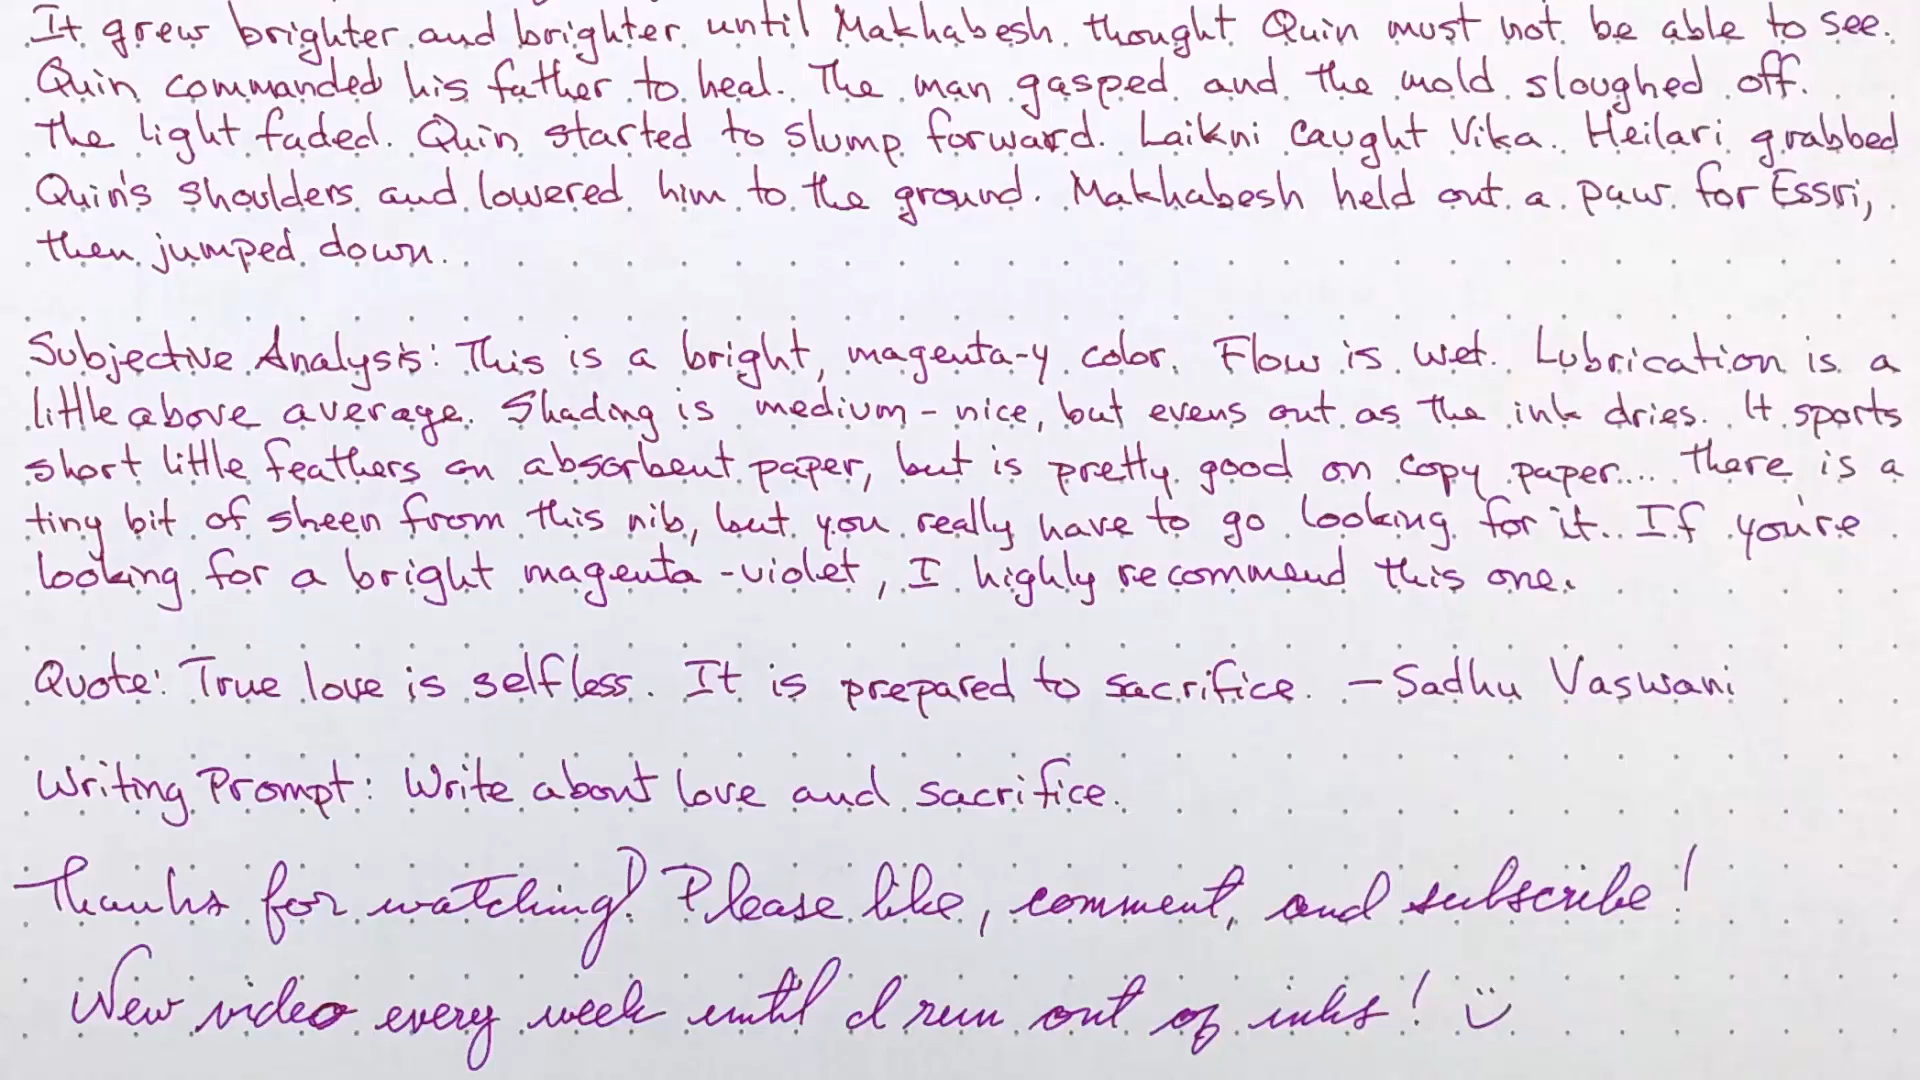 It grew brighter and brighter until Makhabesh thought Quin must not be able to see.
Quin commanded his father to heal. The man gasped and the mold sloughed off.
The light faded. Quin started to slump forward. Laikni caught Vika. Heilari grabbed
Quin's shoulders and lowered him to the ground. Makhabesh held out a paw for Essri,
then jumped down.
Subjective Analysis: This is a bright, magenta-y color. Flow is wet. Lubrication is a
little above average. Shading is medium - nice, but evens out as the ink dries. It sports
short little feathers on absorbent paper, but is pretty good on copy paper... there is a
tiny bit of sheen from this nib, but you really have to go looking for it. If you're
looking for a bright magenta-violet, I highly recommend this one.
Quote: True love is selfless. It is prepared to sacrifice. - Sadhu Vaswani
Writing Prompt: Write about love and sacrifice.
Thanks for watching! Please like, comment, and subscribe!
New video every week until I run out of inks! :)